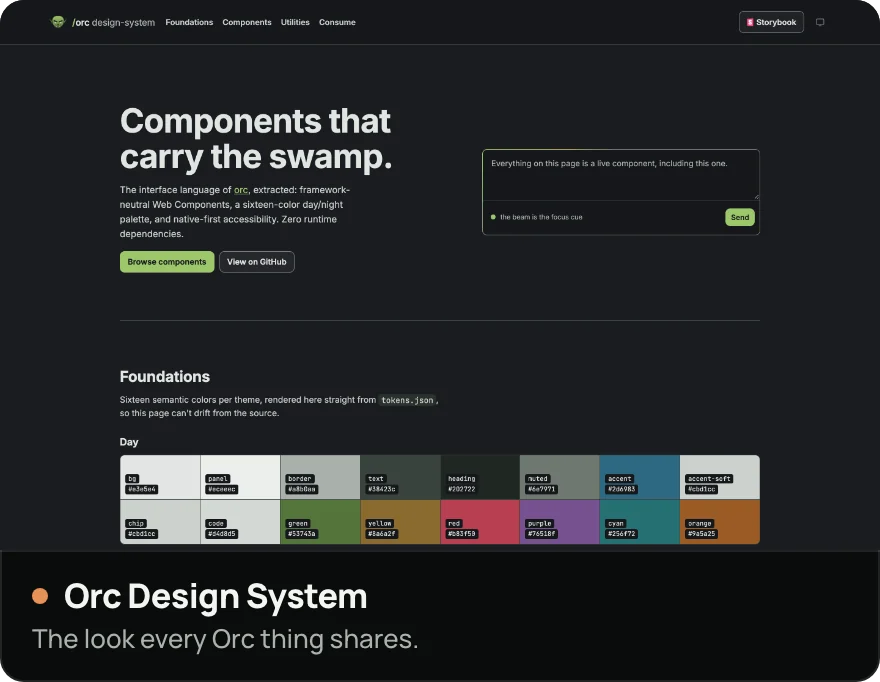 /orc design-system Foundations Components Utilities Consume Storybook
Components that
carry the swamp.
The interface language of orc, extracted: framework-
neutral Web Components, a sixteen-color day/night
palette, and native-first accessibility. Zero runtime
dependencies.
Browse components View on GitHub
Everything on this page is a live component, including this one.
the beam is the focus cue Send
Foundations
Sixteen semantic colors per theme, rendered here straight from tokens.json,
so this page can't drift from the source.
Day
bg panel border text heading muted accent accent-soft
#e3e5e4 #eceeec #a8b0aa #38423c #202722 #6e7971 #2d6983 #cbd1cc
chip code green yellow red purple cyan orange
#cbd1cc #d4d8d5 #53743a #8a6a2f #b83f50 #76518f #256f72 #9a5a25
Orc Design System
The look every Orc thing shares.